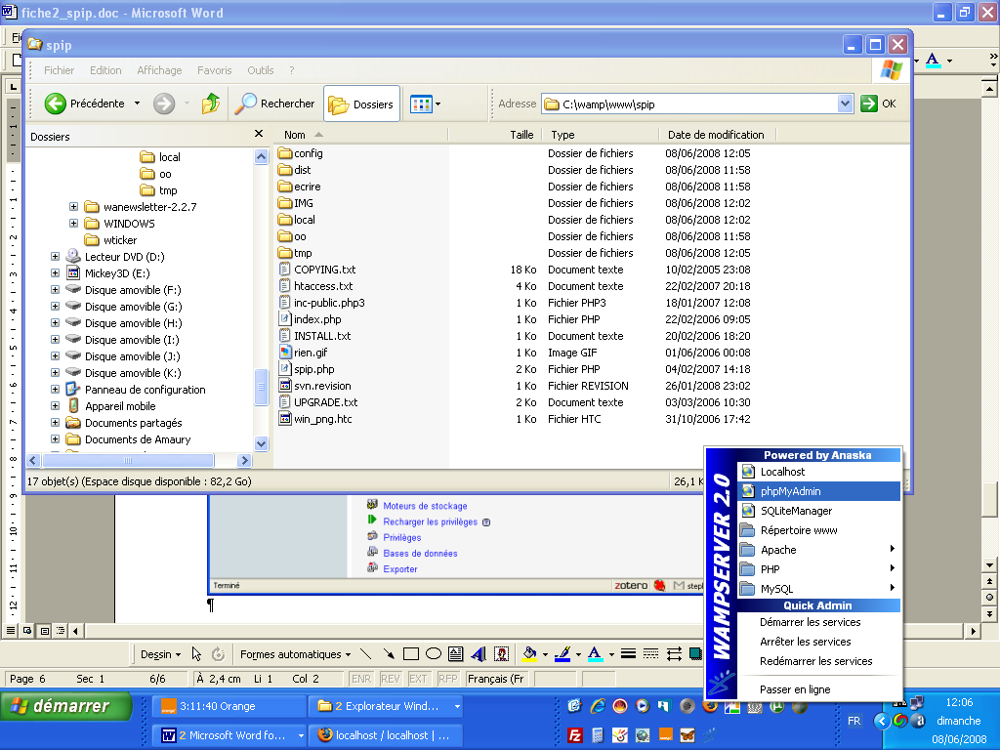 fiche2_spip.doc - Microsoft Word
spip
Fichier Edition Affichage Favoris Outils ?
Précédente Rechercher Dossiers Adresse C:\wamp\www\spip OK
Dossiers
local
oo
tmp
wanewsletter-2.2.7
WINDOWS
wticker
Lecteur DVD (D:)
Mickey3D (E:)
Disque amovible (F:)
Disque amovible (G:)
Disque amovible (H:)
Disque amovible (I:)
Disque amovible (J:)
Disque amovible (K:)
Panneau de configuration
Appareil mobile
Documents partagés
Documents de Amaury
Nom Taille Type Date de modification
config Dossier de fichiers 08/06/2008 12:05
dist Dossier de fichiers 08/06/2008 11:58
ecrire Dossier de fichiers 08/06/2008 11:58
IMG Dossier de fichiers 08/06/2008 12:02
local Dossier de fichiers 08/06/2008 12:02
oo Dossier de fichiers 08/06/2008 11:58
tmp Dossier de fichiers 08/06/2008 12:05
COPYING.txt 18 Ko Document texte 10/02/2005 23:08
htaccess.txt 4 Ko Document texte 22/02/2007 20:18
inc-public.php3 1 Ko Fichier PHP3 18/01/2007 12:08
index.php 1 Ko Fichier PHP 22/02/2006 09:05
INSTALL.txt 1 Ko Document texte 20/02/2006 18:20
rien.gif 1 Ko Image GIF 01/06/2006 00:08
spip.php 2 Ko Fichier PHP 04/02/2007 14:18
svn.revision 1 Ko Fichier REVISION 26/01/2008 23:02
UPGRADE.txt 2 Ko Document texte 03/03/2006 10:30
win_png.htc 1 Ko Fichier HTC 31/10/2006 17:42
17 objet(s) (Espace disque disponible : 82,2 Go) 26,1 K
Moteurs de stockage
Recharger les privilèges
Privilèges
Bases de données
Exporter
Terminé zotero steph
¶
WAMPSERVER 2.0
Powered by Anaska
Localhost
phpMyAdmin
SQLiteManager
Répertoire www
Apache
PHP
MySQL
Quick Admin
Démarrer les services
Arrêter les services
Redémarrer les services
Passer en ligne
Dessin Formes automatiques
Page 6 Sec 1 6/6 À 2,4 cm Li 1 Col 2 ENR REV EXT RFP Français (Fr
démarrer
3:11:40 Orange
2 Explorateur Wind...
2 Microsoft Word fo...
localhost / localhost | ...
FR
12:06
dimanche
08/06/2008